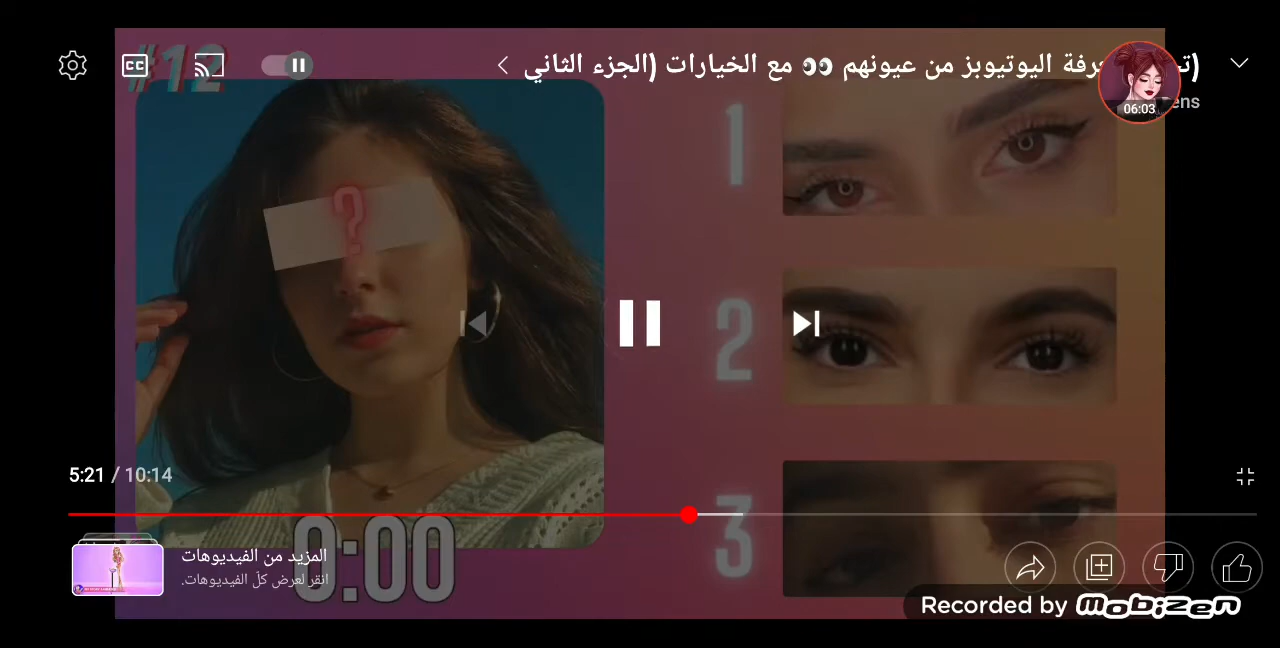 #12
(ت رفة اليوتيوبز من عيونهم 👀 مع الخيارات (الجزء الثاني
ens
06:03
1
?
2
5:21 / 10:14
3
0:00
المزيد من الفيديوهات
انقر لعرض كلّ الفيديوهات.
Recorded by Mobizen